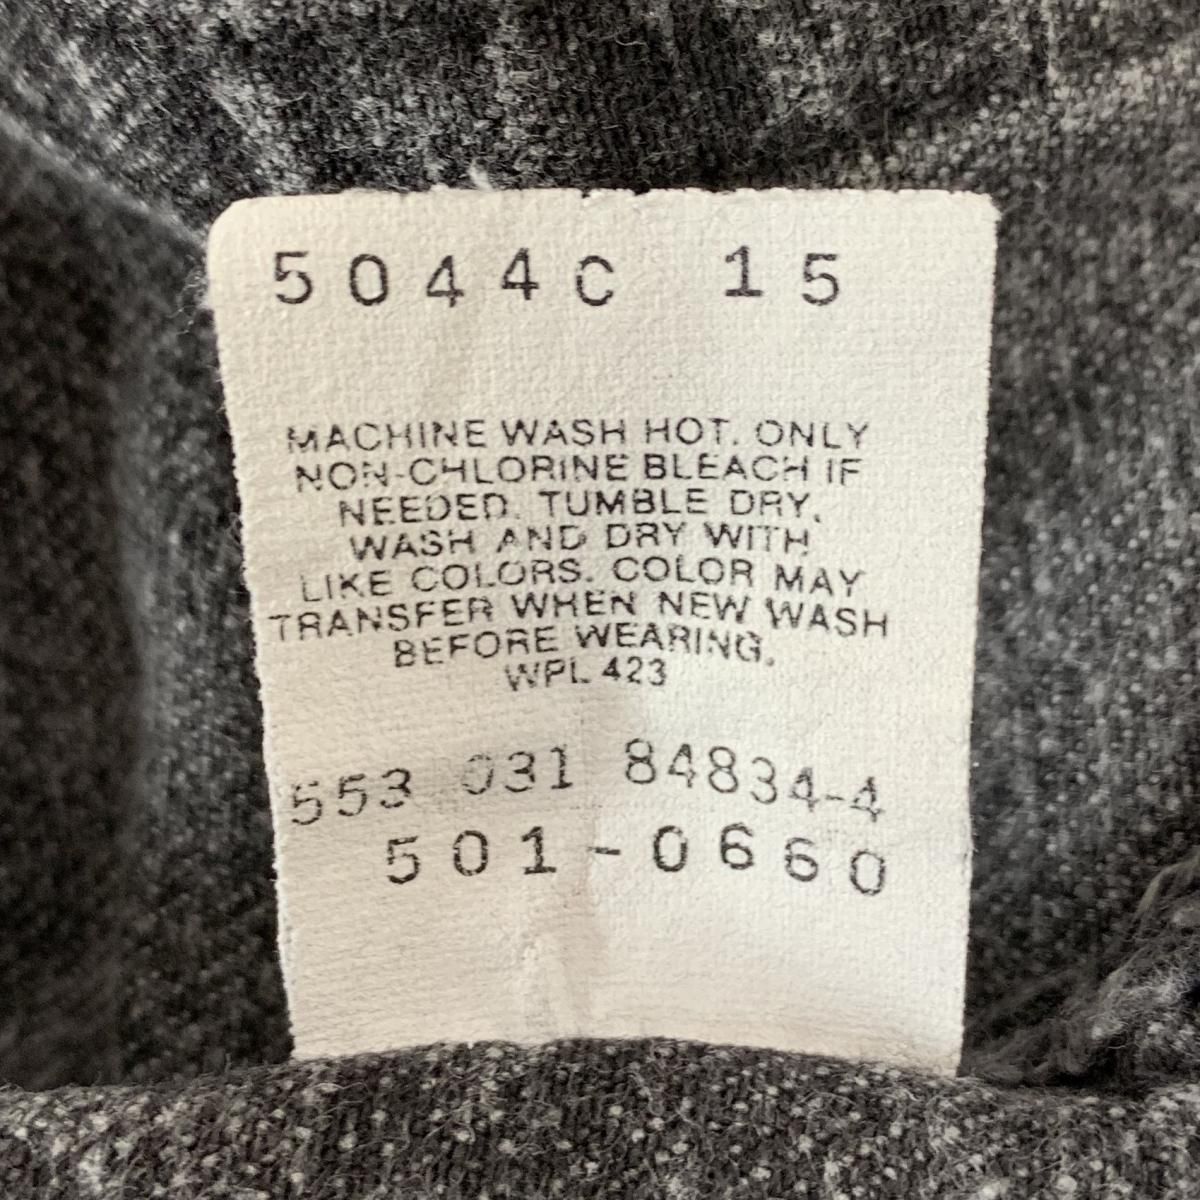 5044C 15
MACHINE WASH HOT. ONLY
NON-CHLORINE BLEACH IF
NEEDED. TUMBLE DRY.
WASH AND DRY WITH
LIKE COLORS. COLOR MAY
TRANSFER WHEN NEW WASH
BEFORE WEARING.
WPL 423
553 031 84834-4
501-0660